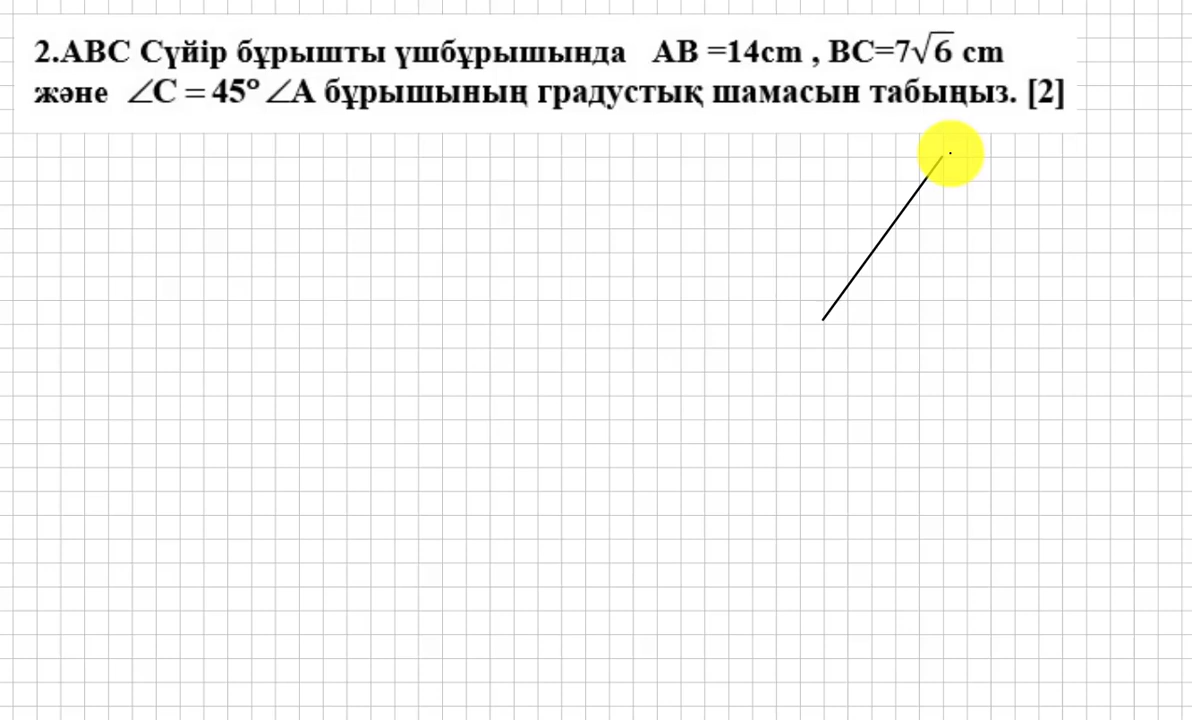 2.ABC Сүйір бұрышты үшбұрышында AB =14cm , BC=7√6 cm
және ∠C = 45° ∠A бұрышының градустық шамасын табыңыз. [2]